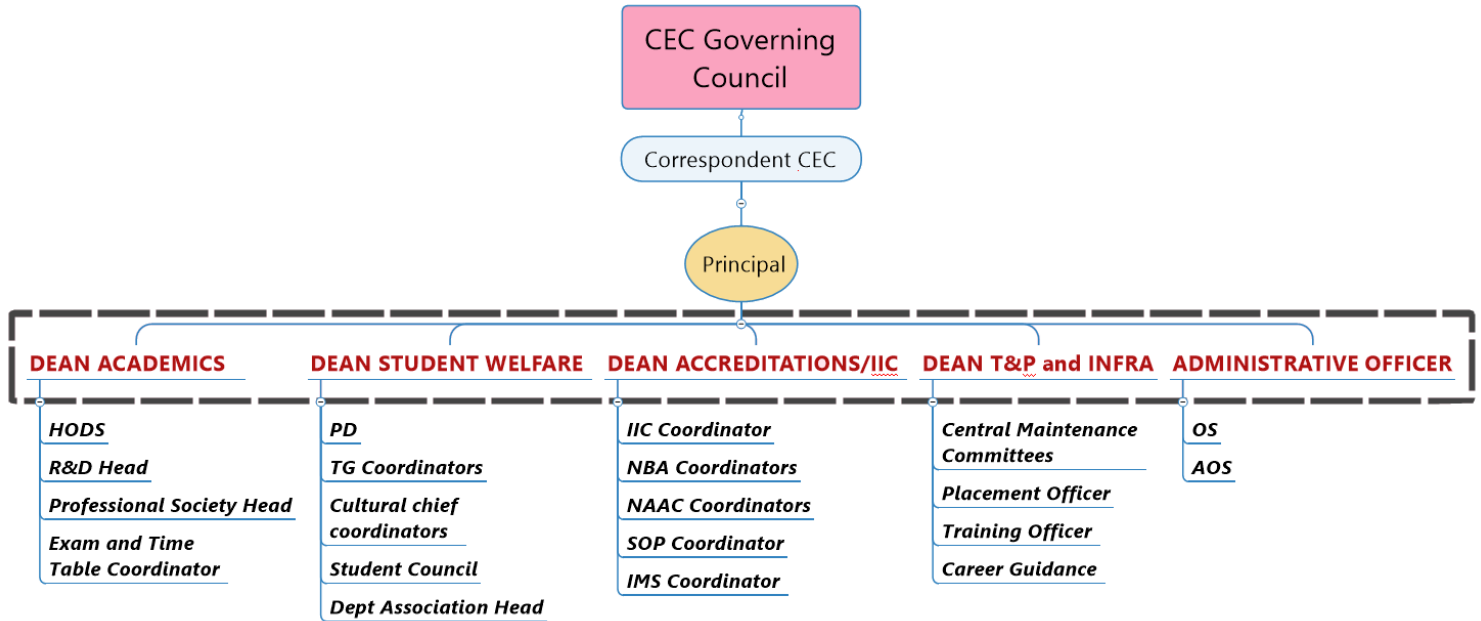 CEC Governing
Council
Correspondent CEC
Principal
DEAN ACADEMICS
HODS
R&D Head
Professional Society Head
Exam and Time
Table Coordinator
DEAN STUDENT WELFARE
PD
TG Coordinators
Cultural chief
coordinators
Student Council
Dept Association Head
DEAN ACCREDITATIONS/IIC
IIC Coordinator
NBA Coordinators
NAAC Coordinators
SOP Coordinator
IMS Coordinator
DEAN T&P and INFRA
Central Maintenance
Committees
Placement Officer
Training Officer
Career Guidance
ADMINISTRATIVE OFFICER
OS
AOS